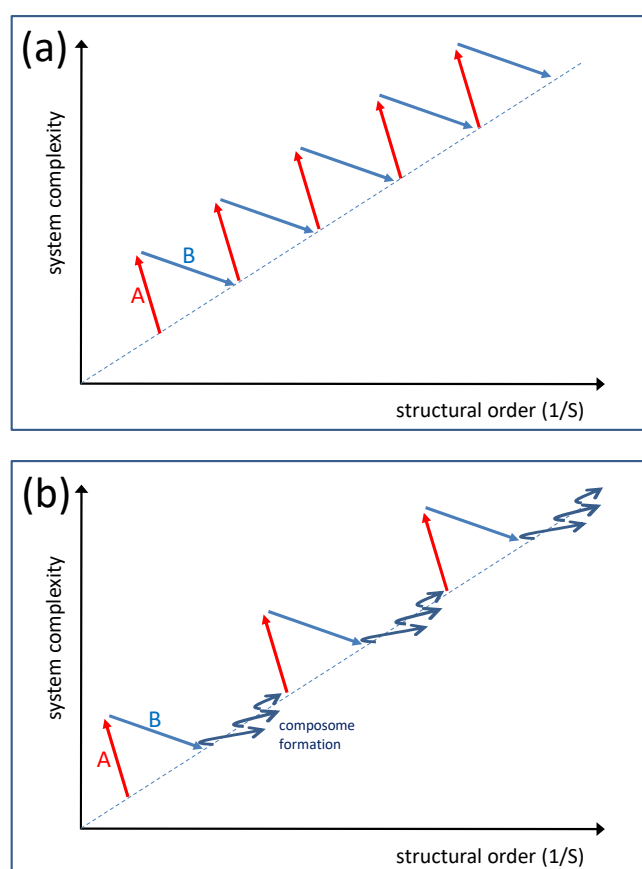 (a)
system complexity
B
A
structural order (1/S)
(b)
system complexity
B
A
composome
formation
structural order (1/S)